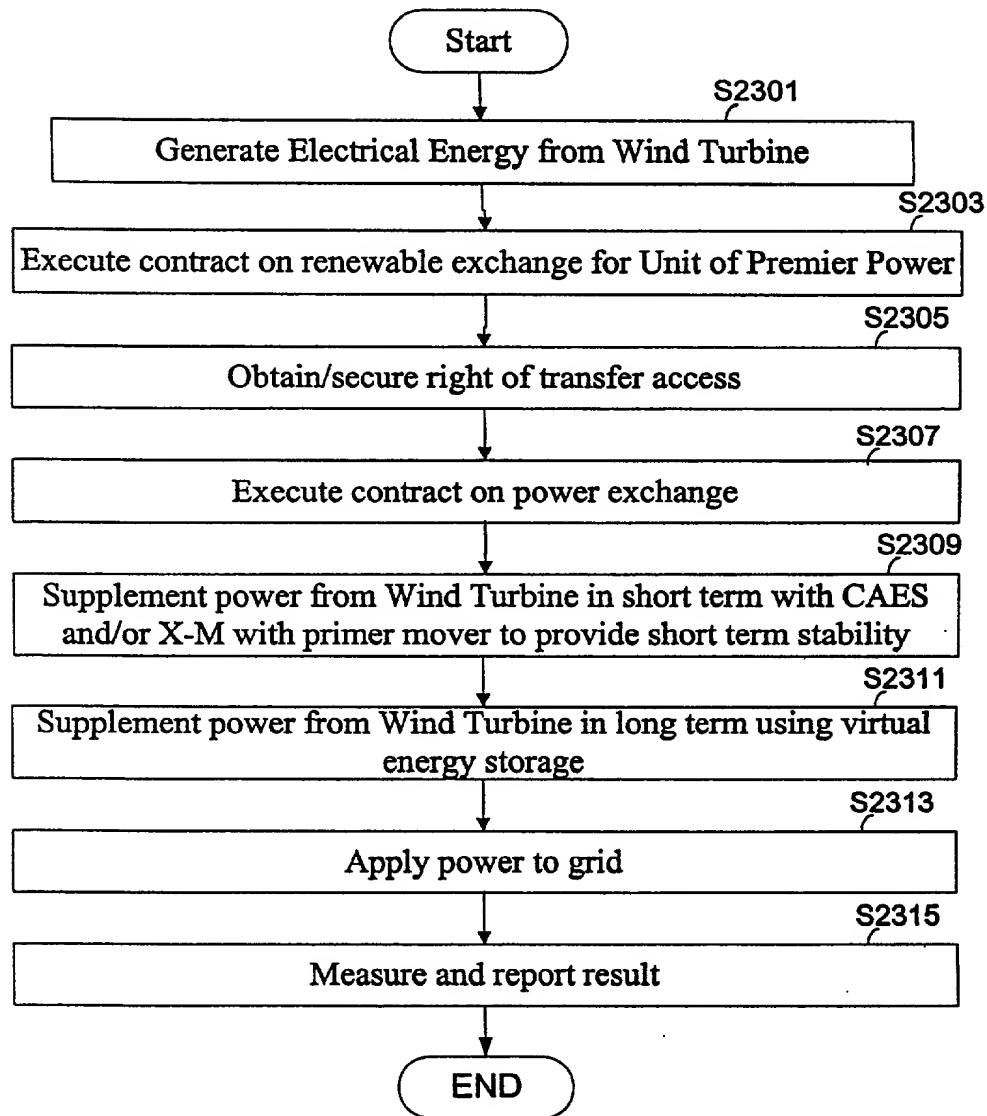 Start
S2301
Generate Electrical Energy from Wind Turbine
S2303
Execute contract on renewable exchange for Unit of Premier Power
S2305
Obtain/secure right of transfer access
S2307
Execute contract on power exchange
S2309
Supplement power from Wind Turbine in short term with CAES
and/or X-M with primer mover to provide short term stability
S2311
Supplement power from Wind Turbine in long term using virtual
energy storage
S2313
Apply power to grid
S2315
Measure and report result
END